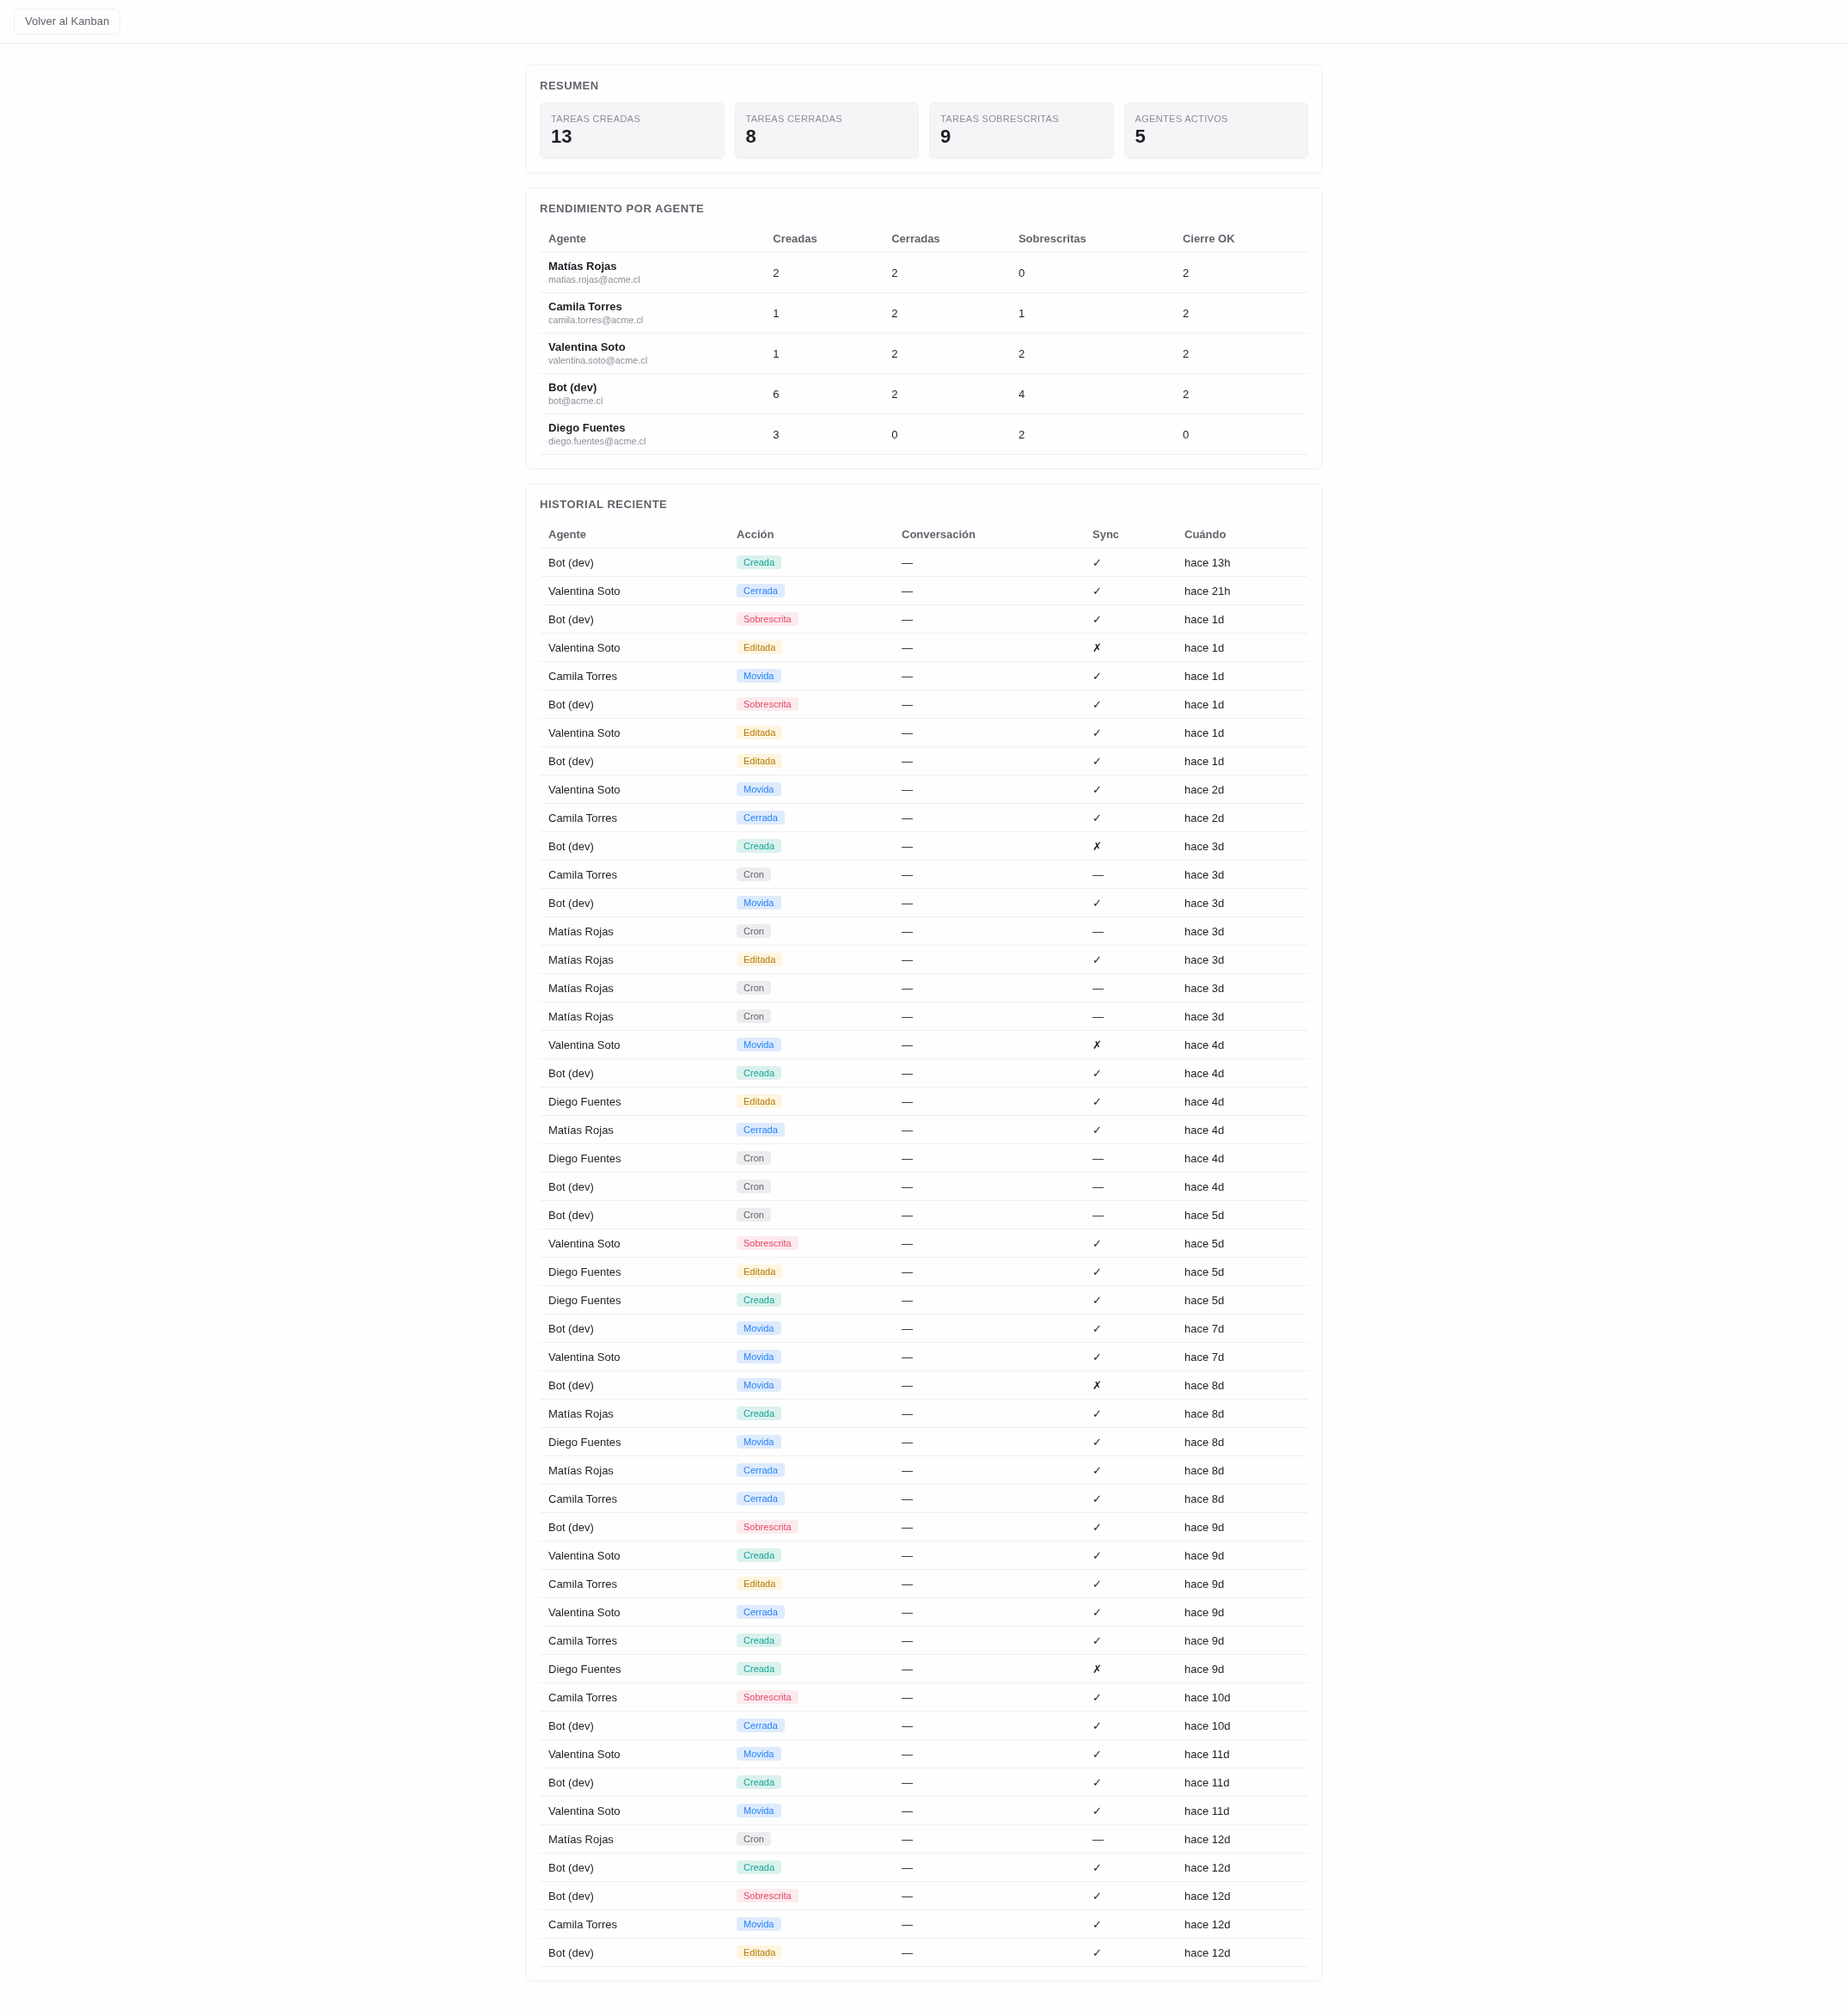 Volver al Kanban
RESUMEN
TAREAS CREADAS TAREAS CERRADAS TAREAS SOBRESCRITAS AGENTES ACTIVOS
13 8 9 5
RENDIMIENTO POR AGENTE
Agente Creadas Cerradas Sobrescritas Cierre OK
Matías Rojas
matias.rojas@acme.cl 2 2 0 2
Camila Torres
camila.torres@acme.cl 1 2 1 2
Valentina Soto
valentina.soto@acme.cl 1 2 2 2
Bot (dev)
bot@acme.cl 6 2 4 2
Diego Fuentes
diego.fuentes@acme.cl 3 0 2 0
HISTORIAL RECIENTE
Agente Acción Conversación Sync Cuándo
Bot (dev) Creada — ✓ hace 13h
Valentina Soto Cerrada — ✓ hace 21h
Bot (dev) Sobrescrita — ✓ hace 1d
Valentina Soto Editada — ✗ hace 1d
Camila Torres Movida — ✓ hace 1d
Bot (dev) Sobrescrita — ✓ hace 1d
Valentina Soto Editada — ✓ hace 1d
Bot (dev) Editada — ✓ hace 1d
Valentina Soto Movida — ✓ hace 2d
Camila Torres Cerrada — ✓ hace 2d
Bot (dev) Creada — ✗ hace 3d
Camila Torres Cron — — hace 3d
Bot (dev) Movida — ✓ hace 3d
Matías Rojas Cron — — hace 3d
Matías Rojas Editada — ✓ hace 3d
Matías Rojas Cron — — hace 3d
Matías Rojas Cron — — hace 3d
Valentina Soto Movida — ✗ hace 4d
Bot (dev) Creada — ✓ hace 4d
Diego Fuentes Editada — ✓ hace 4d
Matías Rojas Cerrada — ✓ hace 4d
Diego Fuentes Cron — — hace 4d
Bot (dev) Cron — — hace 4d
Bot (dev) Cron — — hace 5d
Valentina Soto Sobrescrita — ✓ hace 5d
Diego Fuentes Editada — ✓ hace 5d
Diego Fuentes Creada — ✓ hace 5d
Bot (dev) Movida — ✓ hace 7d
Valentina Soto Movida — ✓ hace 7d
Bot (dev) Movida — ✗ hace 8d
Matías Rojas Creada — ✓ hace 8d
Diego Fuentes Movida — ✓ hace 8d
Matías Rojas Cerrada — ✓ hace 8d
Camila Torres Cerrada — ✓ hace 8d
Bot (dev) Sobrescrita — ✓ hace 9d
Valentina Soto Creada — ✓ hace 9d
Camila Torres Editada — ✓ hace 9d
Valentina Soto Cerrada — ✓ hace 9d
Camila Torres Creada — ✓ hace 9d
Diego Fuentes Creada — ✗ hace 9d
Camila Torres Sobrescrita — ✓ hace 10d
Bot (dev) Cerrada — ✓ hace 10d
Valentina Soto Movida — ✓ hace 11d
Bot (dev) Creada — ✓ hace 11d
Valentina Soto Movida — ✓ hace 11d
Matías Rojas Cron — — hace 12d
Bot (dev) Creada — ✓ hace 12d
Bot (dev) Sobrescrita — ✓ hace 12d
Camila Torres Movida — ✓ hace 12d
Bot (dev) Editada — ✓ hace 12d